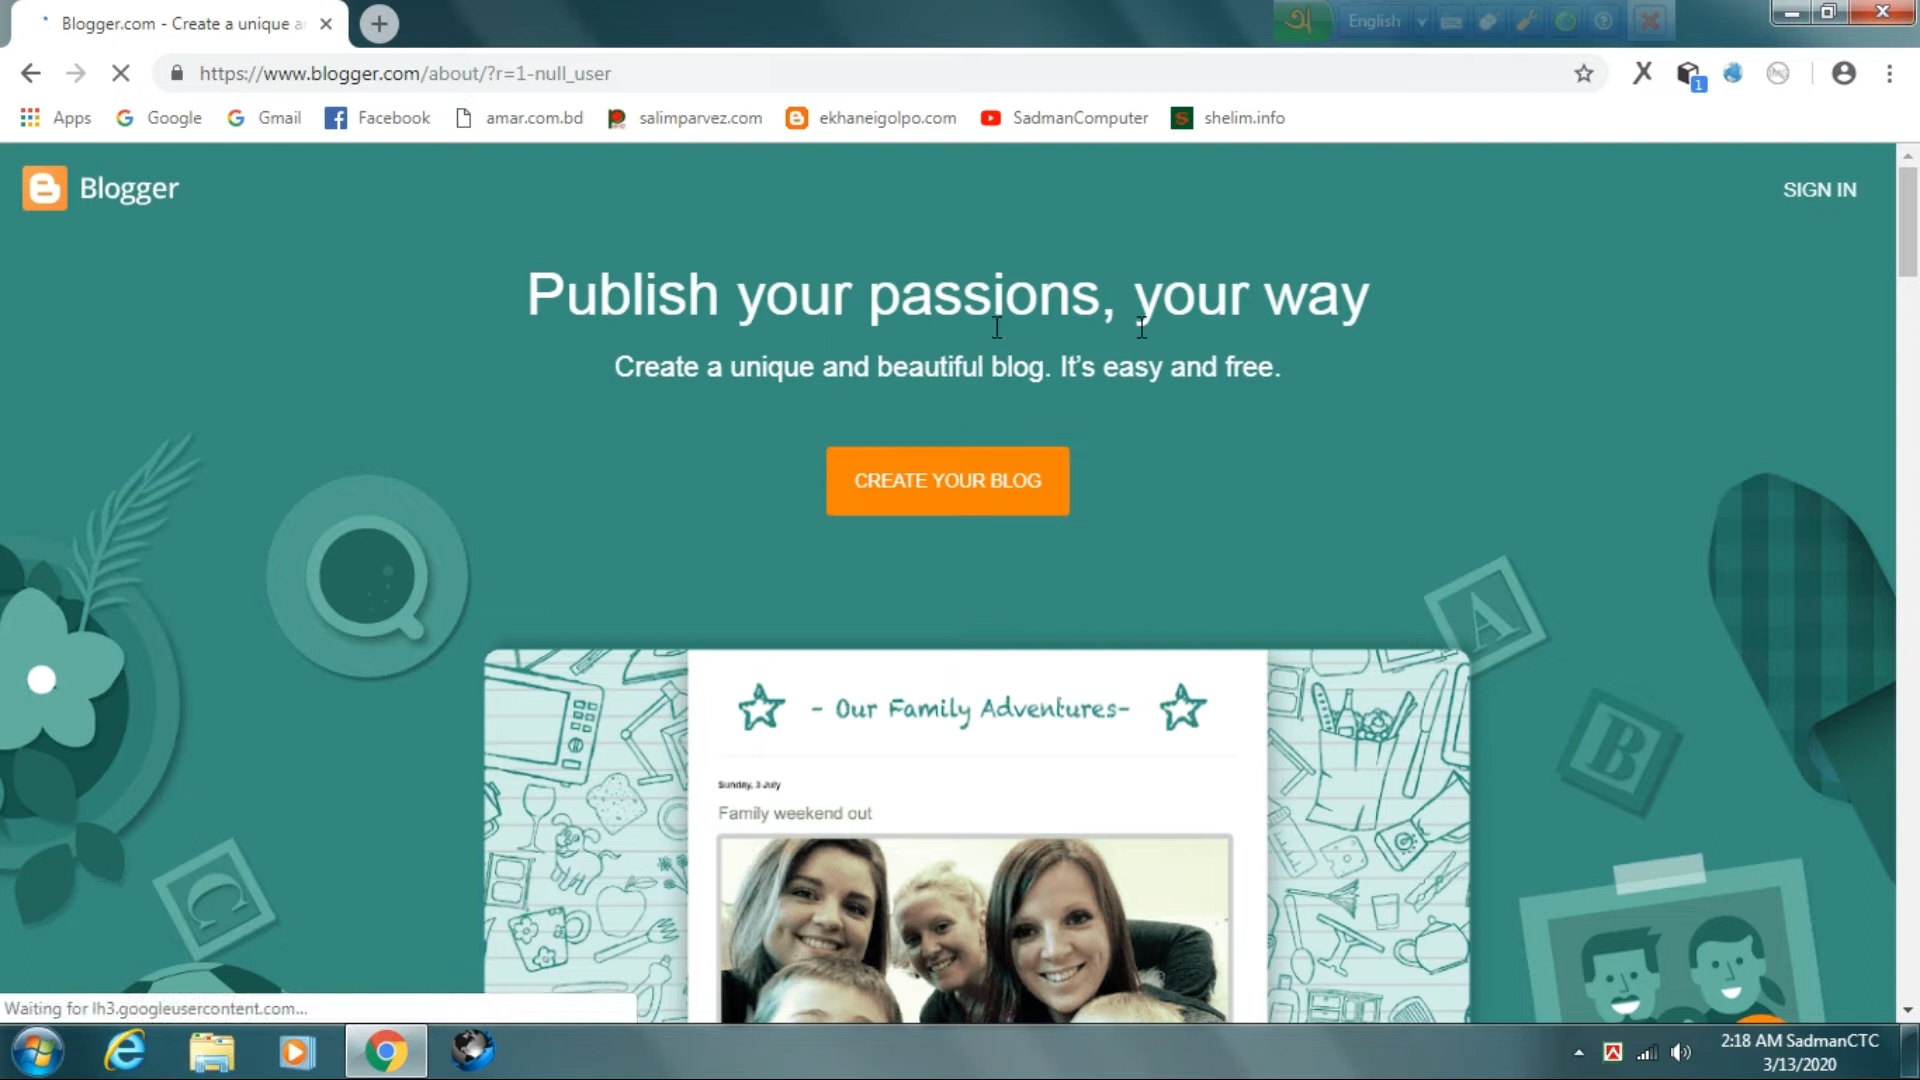 Blogger.com - Create a unique a
English
https://www.blogger.com/about/?r=1-null_user
1
Apps Google Gmail Facebook amar.com.bd salimparvez.com ekhaneigolpo.com SadmanComputer S shelim.info
Blogger
SIGN IN
Publish your passions, your way
Create a unique and beautiful blog. It’s easy and free.
CREATE YOUR BLOG
A
- Our Family Adventures-
B
Sunday, 3 July
Family weekend out
C
Waiting for lh3.googleusercontent.com...
2:18 AM SadmanCTC
3/13/2020